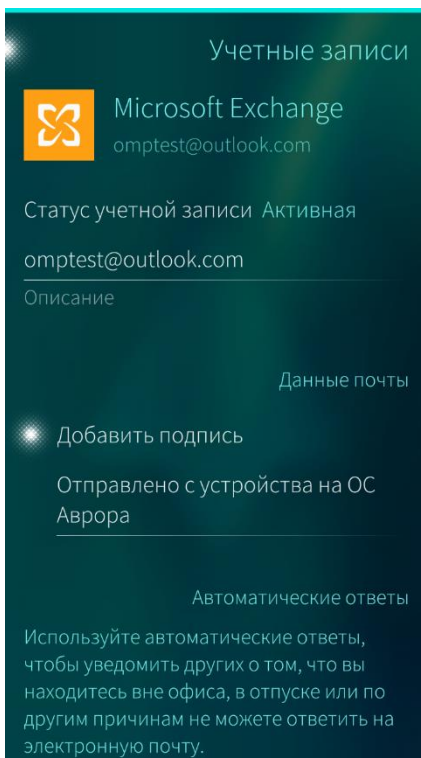 Учетные записи
Microsoft Exchange
omptest@outlook.com
Статус учетной записи Активная
omptest@outlook.com
Описание
Данные почты
Добавить подпись
Отправлено с устройства на ОС
Аврора
Автоматические ответы
Используйте автоматические ответы,
чтобы уведомить других о том, что вы
находитесь вне офиса, в отпуске или по
другим причинам не можете ответить на
электронную почту.